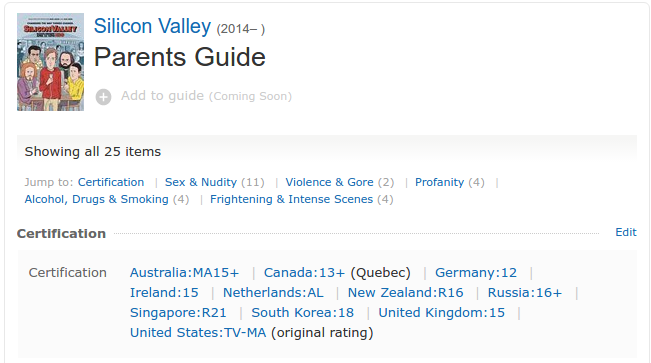 SILICON VALLEY
Silicon Valley (2014– )
Parents Guide
Add to guide (Coming Soon)
Showing all 25 items
Jump to: Certification | Sex & Nudity (11) | Violence & Gore (2) | Profanity (4) |
Alcohol, Drugs & Smoking (4) | Frightening & Intense Scenes (4)
Certification
Edit
Certification Australia:MA15+ | Canada:13+ (Quebec) | Germany:12 |
Ireland:15 | Netherlands:AL | New Zealand:R16 | Russia:16+ |
Singapore:R21 | South Korea:18 | United Kingdom:15 |
United States:TV-MA (original rating)